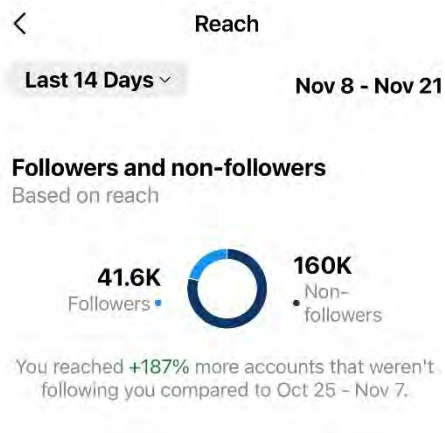 Reach
Last 14 Days
Nov 8 - Nov 21
Followers and non-followers
Based on reach
41.6K
Followers
160K
Non-
followers
You reached +187% more accounts that weren't
following you compared to Oct 25 - Nov 7.